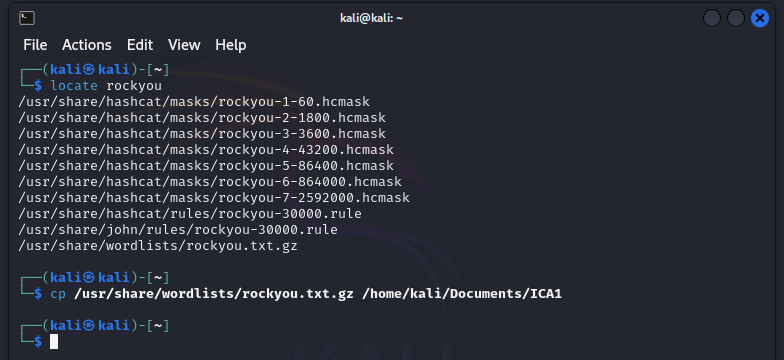 kali@kali: ~
File Actions Edit View Help
┌──(kali㉿kali)-[~]
└─$ locate rockyou
/usr/share/hashcat/masks/rockyou-1-60.hcmask
/usr/share/hashcat/masks/rockyou-2-1800.hcmask
/usr/share/hashcat/masks/rockyou-3-3600.hcmask
/usr/share/hashcat/masks/rockyou-4-43200.hcmask
/usr/share/hashcat/masks/rockyou-5-86400.hcmask
/usr/share/hashcat/masks/rockyou-6-864000.hcmask
/usr/share/hashcat/masks/rockyou-7-2592000.hcmask
/usr/share/hashcat/rules/rockyou-30000.rule
/usr/share/john/rules/rockyou-30000.rule
/usr/share/wordlists/rockyou.txt.gz
┌──(kali㉿kali)-[~]
└─$ cp /usr/share/wordlists/rockyou.txt.gz /home/kali/Documents/ICA1
┌──(kali㉿kali)-[~]
└─$